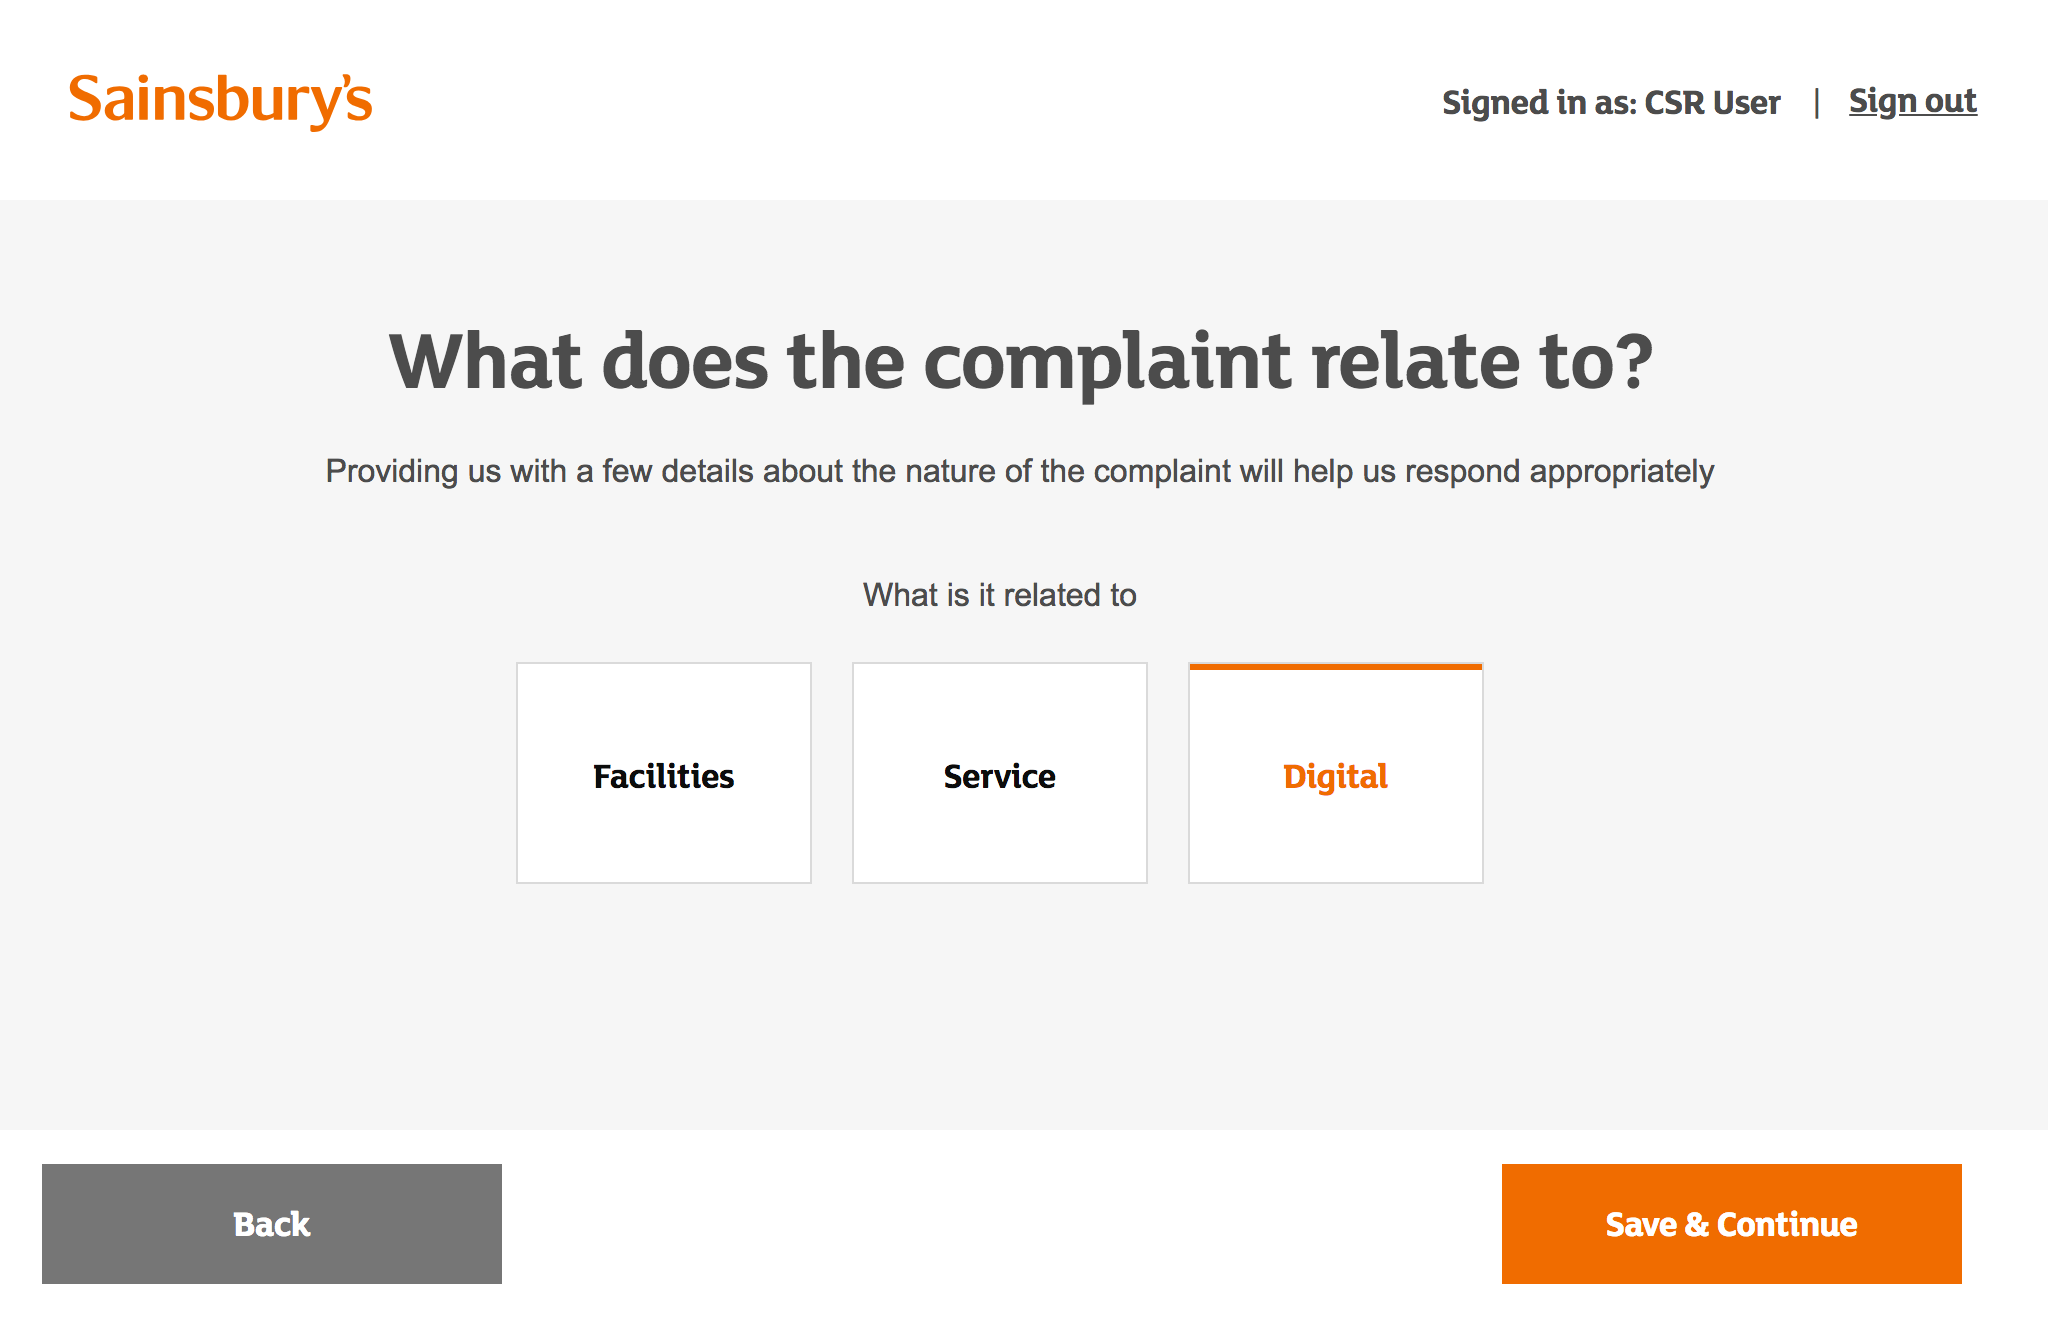 Sainsbury's
Signed in as: CSR User | Sign out
What does the complaint relate to?
Providing us with a few details about the nature of the complaint will help us respond appropriately
What is it related to
Facilities
Service
Digital
Back
Save & Continue